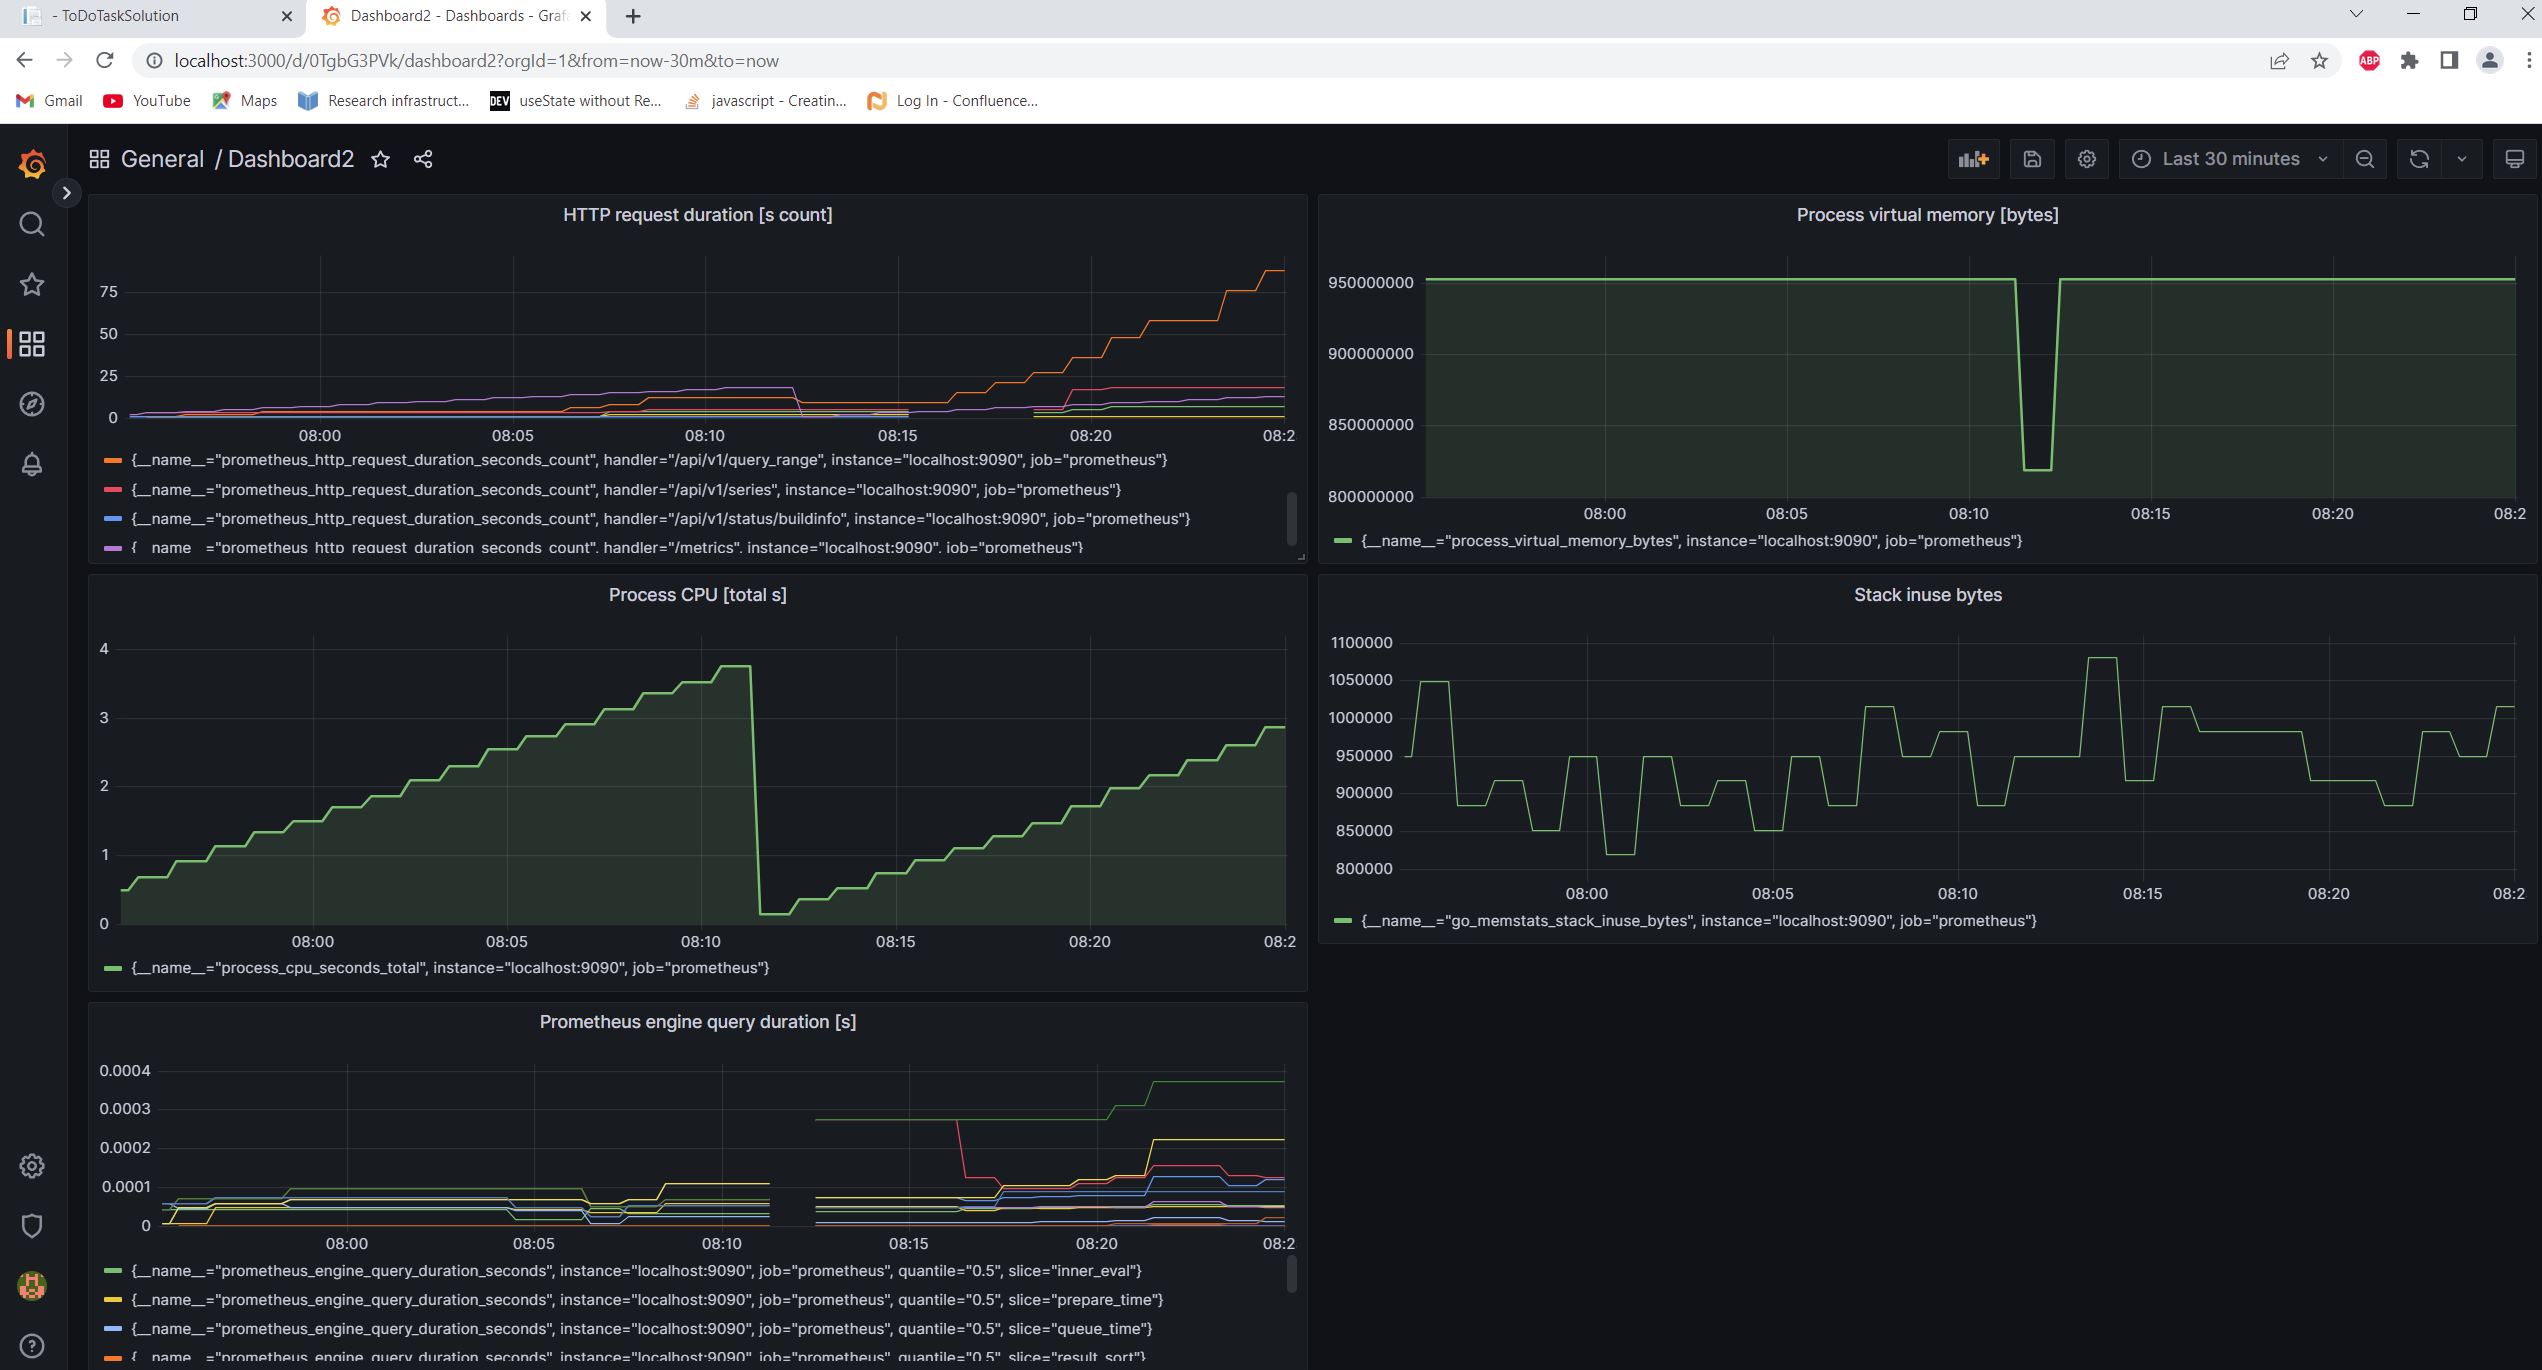 - ToDoTaskSolution
Dashboard2 - Dashboards - Graf
localhost:3000/d/0TgbG3PVk/dashboard2?orgId=1&from=now-30m&to=now
ABP
Gmail YouTube Maps Research infrastruct... DEV useState without Re... javascript - Creatin... Log In - Confluence...
General / Dashboard2
Last 30 minutes
HTTP request duration [s count]
75
50
25
0
08:00 08:05 08:10 08:15 08:20 08:2
{__name__="prometheus_http_request_duration_seconds_count", handler="/api/v1/query_range", instance="localhost:9090", job="prometheus"}
{__name__="prometheus_http_request_duration_seconds_count", handler="/api/v1/series", instance="localhost:9090", job="prometheus"}
{__name__="prometheus_http_request_duration_seconds_count", handler="/api/v1/status/buildinfo", instance="localhost:9090", job="prometheus"}
{__name__="prometheus_http_request_duration_seconds_count", handler="/metrics", instance="localhost:9090", job="prometheus"}
Process virtual memory [bytes]
950000000
900000000
850000000
800000000
08:00 08:05 08:10 08:15 08:20 08:2
{__name__="process_virtual_memory_bytes", instance="localhost:9090", job="prometheus"}
Process CPU [total s]
4
3
2
1
0
08:00 08:05 08:10 08:15 08:20 08:2
{__name__="process_cpu_seconds_total", instance="localhost:9090", job="prometheus"}
Stack inuse bytes
1100000
1050000
1000000
950000
900000
850000
800000
08:00 08:05 08:10 08:15 08:20 08:2
{__name__="go_memstats_stack_inuse_bytes", instance="localhost:9090", job="prometheus"}
Prometheus engine query duration [s]
0.0004
0.0003
0.0002
0.0001
0
08:00 08:05 08:10 08:15 08:20 08:2
{__name__="prometheus_engine_query_duration_seconds", instance="localhost:9090", job="prometheus", quantile="0.5", slice="inner_eval"}
{__name__="prometheus_engine_query_duration_seconds", instance="localhost:9090", job="prometheus", quantile="0.5", slice="prepare_time"}
{__name__="prometheus_engine_query_duration_seconds", instance="localhost:9090", job="prometheus", quantile="0.5", slice="queue_time"}
{__name__="prometheus_engine_query_duration_seconds", instance="localhost:9090", job="prometheus", quantile="0.5", slice="result_sort"}